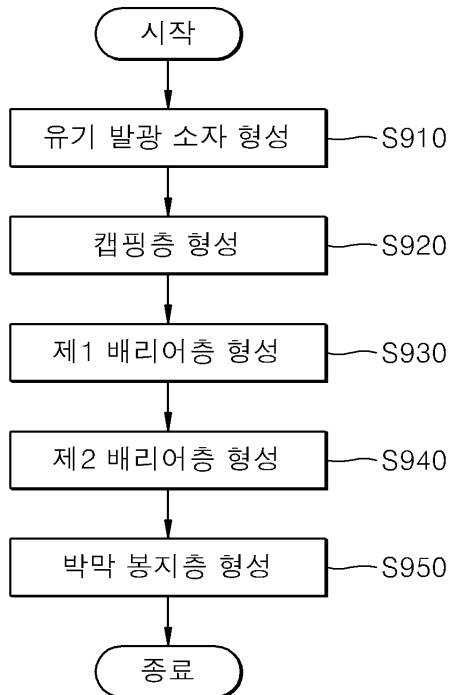 시작
유기 발광 소자 형성 S910
캡핑층 형성 S920
제1 배리어층 형성 S930
제2 배리어층 형성 S940
박막 봉지층 형성 S950
종료